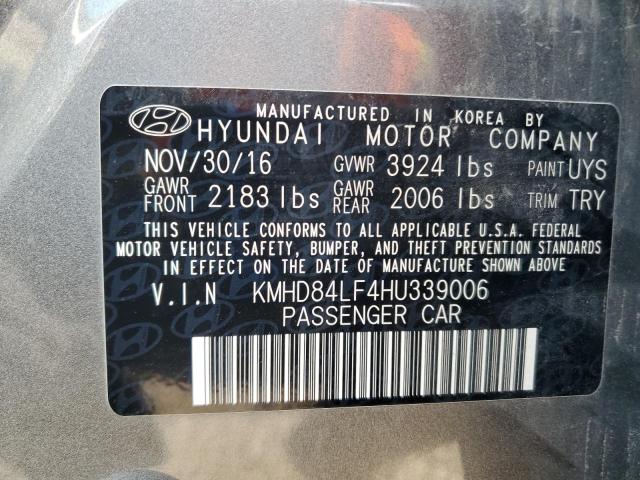 MANUFACTURED IN KOREA BY
HYUNDAI MOTOR COMPANY
NOV/30/16 GVWR 3924 lbs PAINT UYS
GAWR FRONT 2183 lbs GAWR REAR 2006 lbs TRIM TRY
THIS VEHICLE CONFORMS TO ALL APPLICABLE U.S.A. FEDERAL
MOTOR VEHICLE SAFETY, BUMPER, AND THEFT PREVENTION STANDARDS
IN EFFECT ON THE DATE OF MANUFACTURE SHOWN ABOVE
V.I.N KMHD84LF4HU339006
PASSENGER CAR